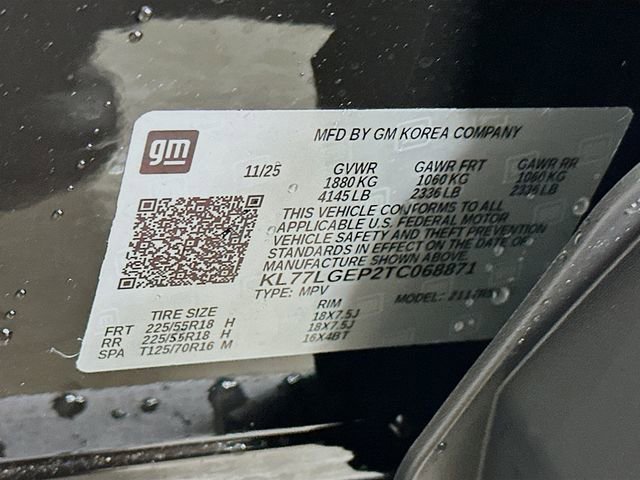 gm
MFD BY GM KOREA COMPANY
11/25 GVWR GAWR FRT GAWR RR
1880 KG 1060 KG 1060 KG
4145 LB 2336 LB 2336 LB
THIS VEHICLE CONFORMS TO ALL
APPLICABLE U.S. FEDERAL MOTOR
VEHICLE SAFETY AND THEFT PREVENTION
STANDARDS IN EFFECT ON THE DATE OF
MANUFACTURE SHOWN ABOVE.
KL77LGEP2TC068871
TYPE: MPV MODEL:
TIRE SIZE RIM
FRT 225/55R18 H 18X7.5J
RR 225/55R18 H 18X7.5J
SPA T125/70R16 M 16X4BT